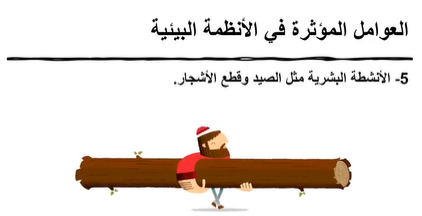 العوامل المؤثرة في الأنظمة البيئية
5- الأنشطة البشرية مثل الصيد وقطع الأشجار.